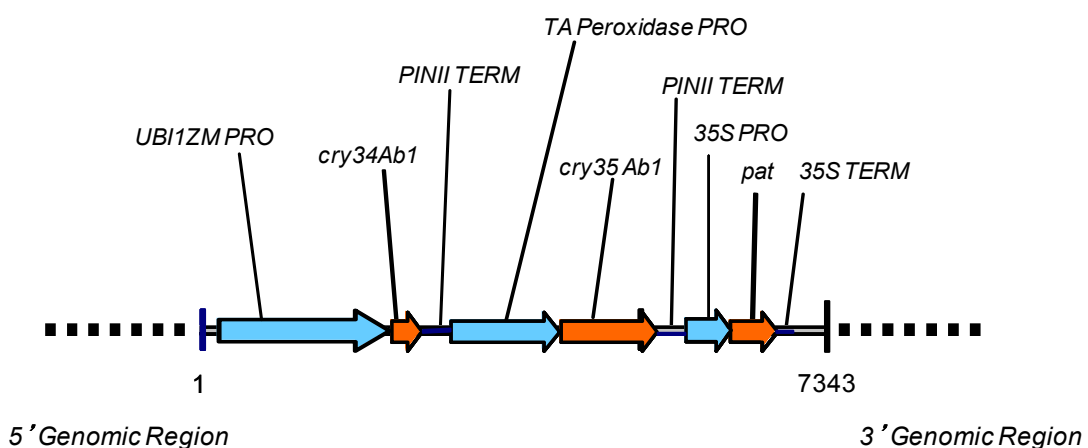 TA Peroxidase PRO
PINII TERM
PINII TERM
UBI1ZM PRO
cry34Ab1
cry35 Ab1
35S PRO
pat
35S TERM
1
7343
5’ Genomic Region
3’ Genomic Region